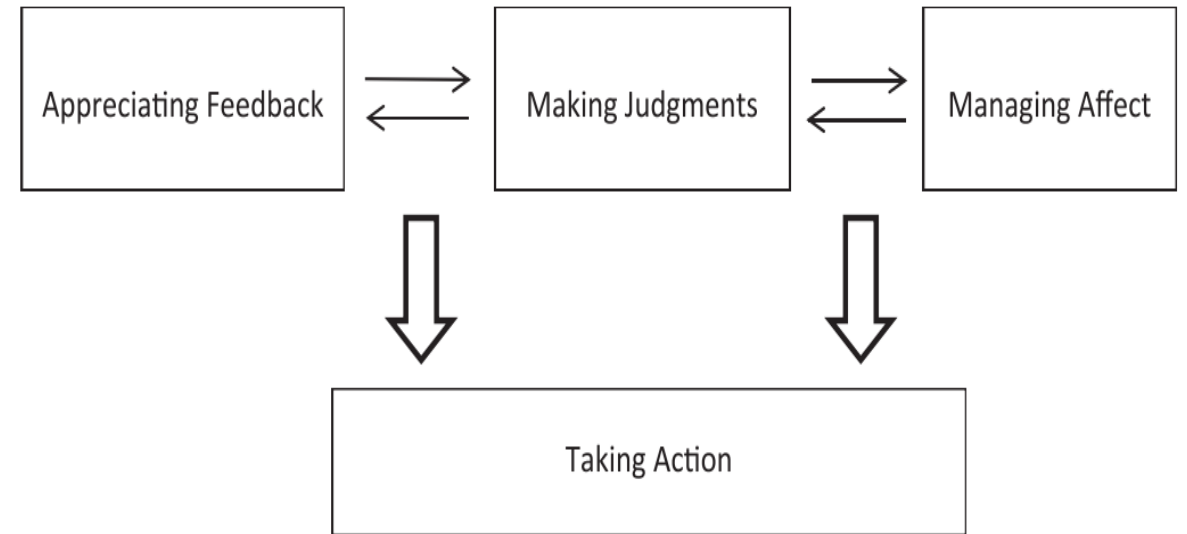 Appreciating Feedback
Making Judgments
Managing Affect
Taking Action